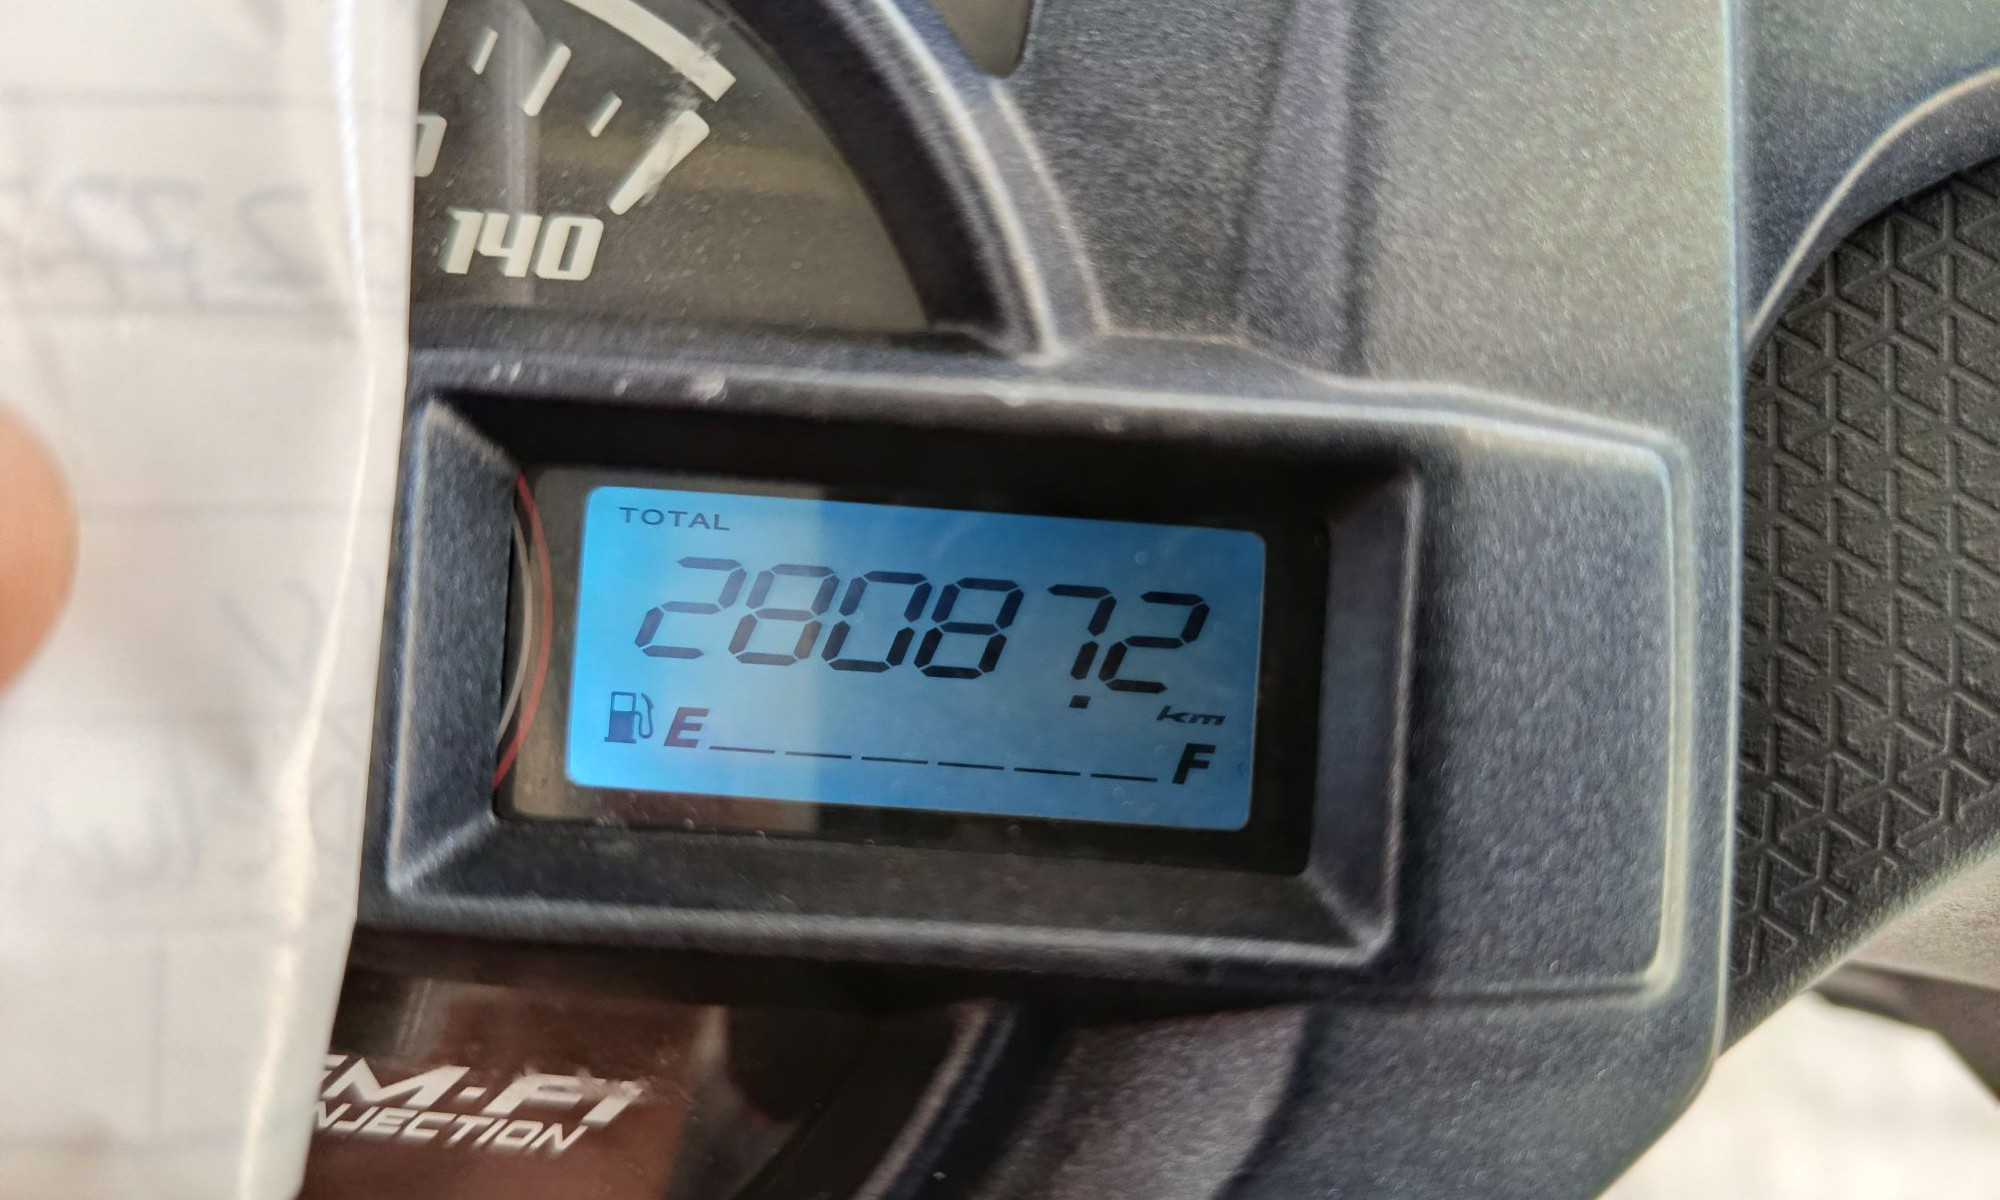 140
TOTAL
28087.2
km
E F
INJECTION